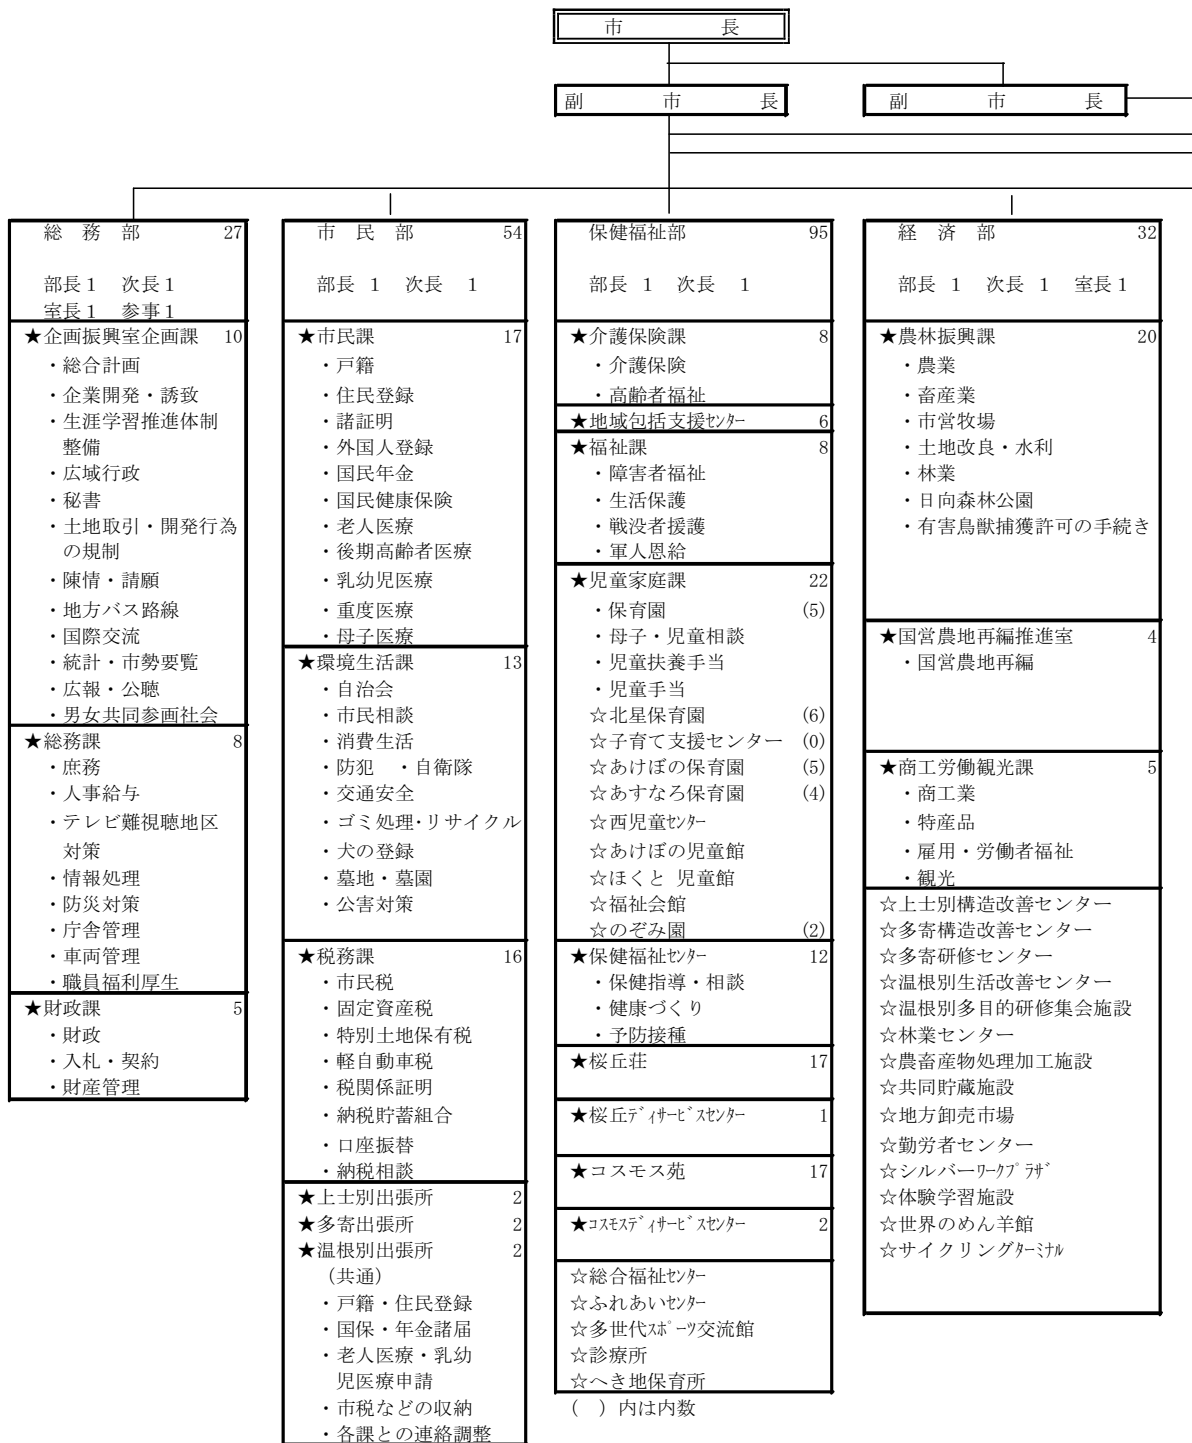 市　長
副　市　長
副　市　長
総　務　部 27
部長１　次長１
室長１　参事１
★企画振興室企画課 10
・総合計画
・企業開発・誘致
・生涯学習推進体制
整備
・広域行政
・秘書
・土地取引・開発行為
の規制
・陳情・請願
・地方バス路線
・国際交流
・統計・市勢要覧
・広報・公聴
・男女共同参画社会
★総務課 8
・庶務
・人事給与
・テレビ難視聴地区
対策
・情報処理
・防災対策
・庁舎管理
・車両管理
・職員福利厚生
★財政課 5
・財政
・入札・契約
・財産管理
市　民　部 54
部長 1　次長 1
★市民課 17
・戸籍
・住民登録
・諸証明
・外国人登録
・国民年金
・国民健康保険
・老人医療
・後期高齢者医療
・乳幼児医療
・重度医療
・母子医療
★環境生活課 13
・自治会
・市民相談
・消費生活
・防犯　・自衛隊
・交通安全
・ゴミ処理・リサイクル
・犬の登録
・墓地・墓園
・公害対策
★税務課 16
・市民税
・固定資産税
・特別土地保有税
・軽自動車税
・税関係証明
・納税貯蓄組合
・口座振替
・納税相談
★上士別出張所 2
★多寄出張所 2
★温根別出張所 2
（共通）
・戸籍・住民登録
・国保・年金諸届
・老人医療・乳幼
児医療申請
・市税などの収納
・各課との連絡調整
保健福祉部 95
部長 1　次長 1
★介護保険課 8
・介護保険
・高齢者福祉
★地域包括支援ｾﾝﾀｰ 6
★福祉課 8
・障害者福祉
・生活保護
・戦没者援護
・軍人恩給
★児童家庭課 22
・保育園 (5)
・母子・児童相談
・児童扶養手当
・児童手当
☆北星保育園 (6)
☆子育て支援センター (0)
☆あけぼの保育園 (5)
☆あすなろ保育園 (4)
☆西児童ｾﾝﾀｰ
☆あけぼの児童館
☆ほくと 児童館
☆福祉会館
☆のぞみ園 (2)
★保健福祉ｾﾝﾀｰ 12
・保健指導・相談
・健康づくり
・予防接種
★桜丘荘 17
★桜丘ﾃﾞｨｻｰﾋﾞｽｾﾝﾀｰ 1
★コスモス苑 17
★ｺｽﾓｽﾃﾞｨｻｰﾋﾞｽｾﾝﾀｰ 2
☆総合福祉ｾﾝﾀｰ
☆ふれあいｾﾝﾀｰ
☆多世代ｽﾎﾟｰﾂ交流館
☆診療所
☆へき地保育所
（　）内は内数
経　済　部 32
部長 1　次長 1　室長１
★農林振興課 20
・農業
・畜産業
・市営牧場
・土地改良・水利
・林業
・日向森林公園
・有害鳥獣捕獲許可の手続き
★国営農地再編推進室 4
・国営農地再編
★商工労働観光課 5
・商工業
・特産品
・雇用・労働者福祉
・観光
☆上士別構造改善センター
☆多寄構造改善センター
☆多寄研修センター
☆温根別生活改善センター
☆温根別多目的研修集会施設
☆林業センター
☆農畜産物処理加工施設
☆共同貯蔵施設
☆地方卸売市場
☆勤労者センター
☆シルバーﾜｰｸﾌﾟﾗｻﾞ
☆体験学習施設
☆世界のめん羊館
☆サイクリングﾀｰﾐﾅﾙ